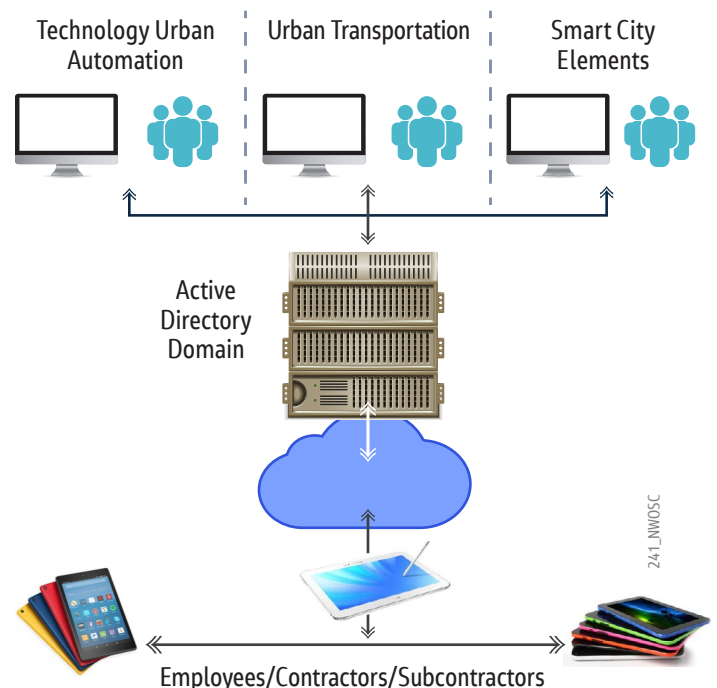 Technology Urban
Automation
Urban Transportation
Smart City
Elements
Active
Directory
Domain
241_NWOSC
Employees/Contractors/Subcontractors